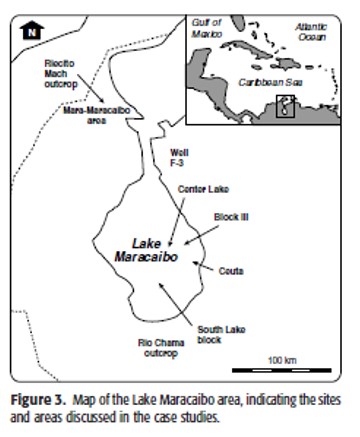 N
Gulf of
Mexico
Atlantic
Ocean
Caribbean Sea
Riecito
Mach
outcrop
Mara-Maracaibo
area
Well
F-3
Center Lake
Block III
Lake
Maracaibo
Ceuta
South Lake
block
Rio Chama
outcrop
100 km
Figure 3. Map of the Lake Maracaibo area, indicating the sites
and areas discussed in the case studies.